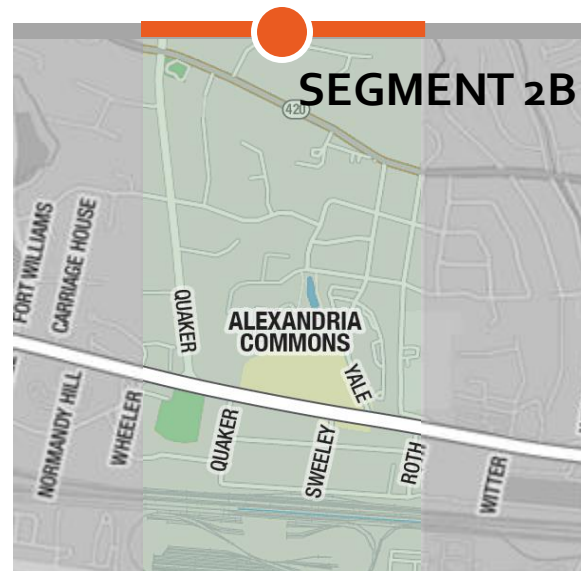 SEGMENT 2B
420
FORT WILLIAMS
CARRIAGE HOUSE
QUAKER
ALEXANDRIA
COMMONS
YALE
NORMANDY HILL
WHEELER
QUAKER
SWEELEY
ROTH
WITTER